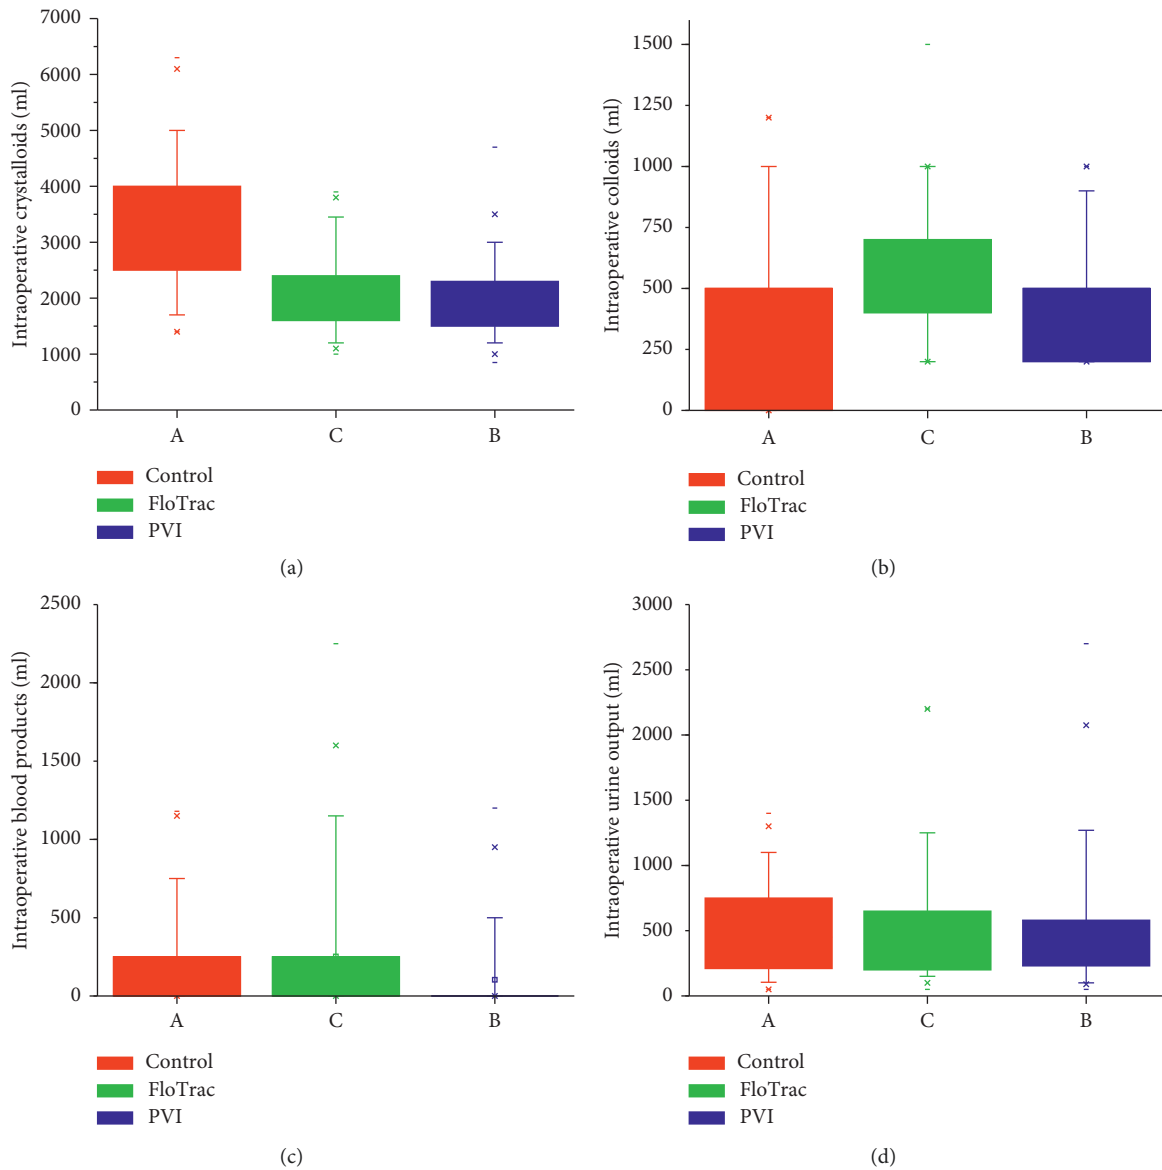 Intraoperative crystalloids (ml)
7000
6000
5000
4000
3000
2000
1000
0
A C B
Control
FloTrac
PVI
(a)
Intraoperative colloids (ml)
1500
1250
1000
750
500
250
0
A C B
Control
FloTrac
PVI
(b)
Intraoperative blood products (ml)
2500
2000
1500
1000
500
0
A C B
Control
FloTrac
PVI
(c)
Intraoperative urine output (ml)
3000
2500
2000
1500
1000
500
0
A C B
Control
FloTrac
PVI
(d)